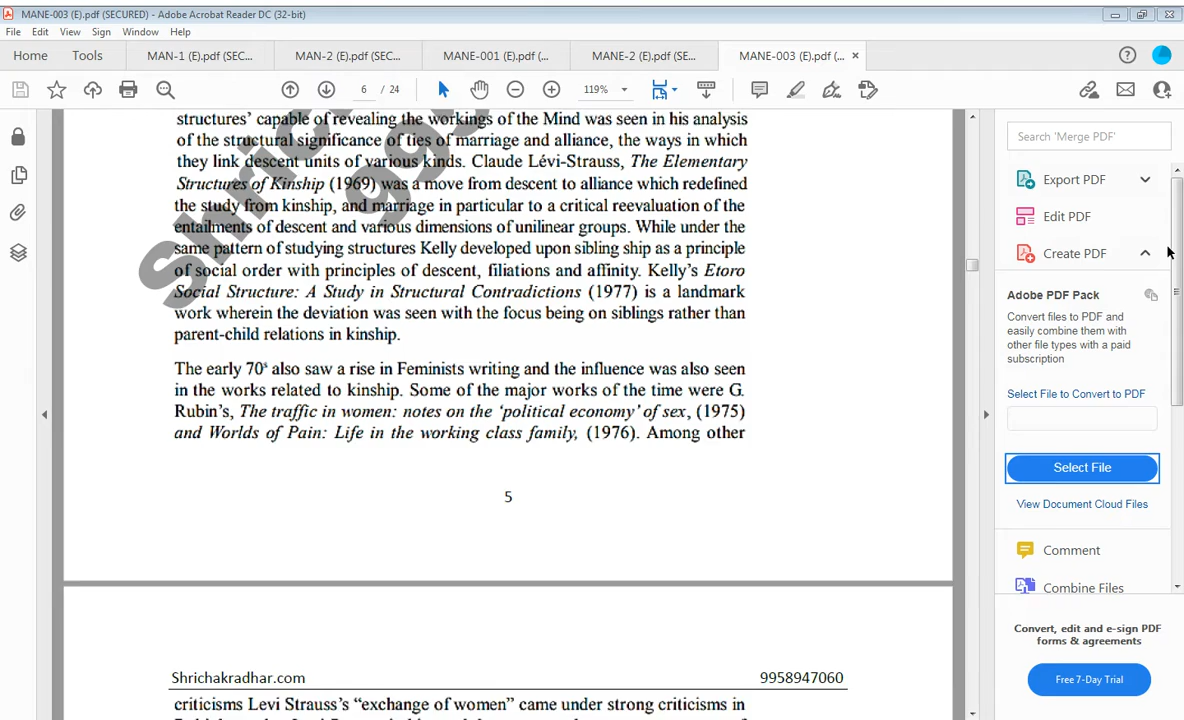 MANE-003 (E).pdf (SECURED) - Adobe Acrobat Reader DC (32-bit)
File Edit View Sign Window Help
Home Tools MAN-1 (E).pdf (SEC... MAN-2 (E).pdf (SEC... MANE-001 (E).pdf (... MANE-2 (E).pdf (SE... MANE-003 (E).pdf (... ×
6 / 24 119%
structures' capable of revealing the workings of the Mind was seen in his analysis
of the structural significance of ties of marriage and alliance, the ways in which
they link descent units of various kinds. Claude Lévi-Strauss, The Elementary
Structures of Kinship (1969) was a move from descent to alliance which redefined
the study from kinship, and marriage in particular to a critical reevaluation of the
entailments of descent and various dimensions of unilinear groups. While under the
same pattern of studying structures Kelly developed upon sibling ship as a principle
of social order with principles of descent, filiations and affinity. Kelly's Etoro
Social Structure: A Study in Structural Contradictions (1977) is a landmark
work wherein the deviation was seen with the focus being on siblings rather than
parent-child relations in kinship.
The early 70s also saw a rise in Feminists writing and the influence was also seen
in the works related to kinship. Some of the major works of the time were G.
Rubin's, The traffic in women: notes on the 'political economy' of sex, (1975)
and Worlds of Pain: Life in the working class family, (1976). Among other
5
Shrichakradhar.com 9958947060
criticisms Levi Strauss's "exchange of women" came under strong criticisms in
Search 'Merge PDF'
Export PDF
Edit PDF
Create PDF
Adobe PDF Pack
Convert files to PDF and
easily combine them with
other file types with a paid
subscription
Select File to Convert to PDF
Select File
View Document Cloud Files
Comment
Combine Files
Convert, edit and e-sign PDF
forms & agreements
Free 7-Day Trial